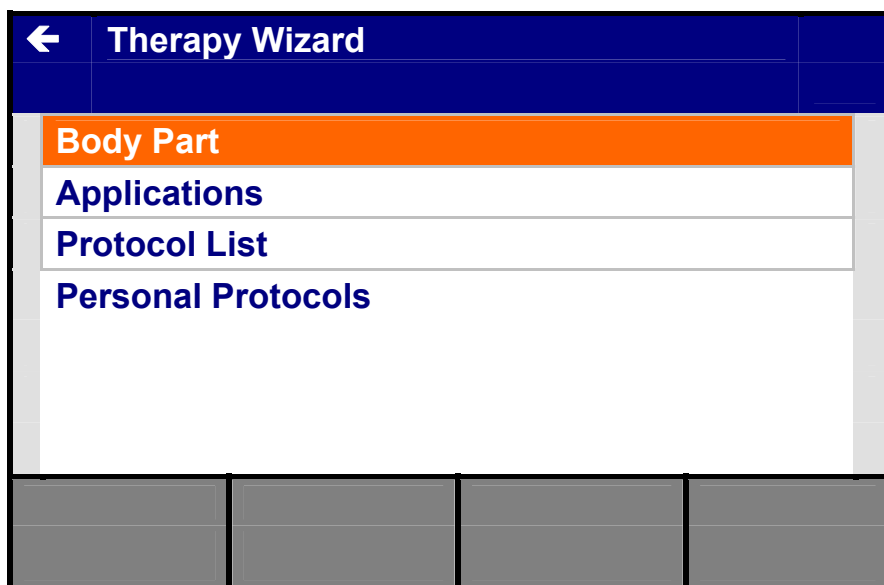 ← Therapy Wizard
Body Part
Applications
Protocol List
Personal Protocols